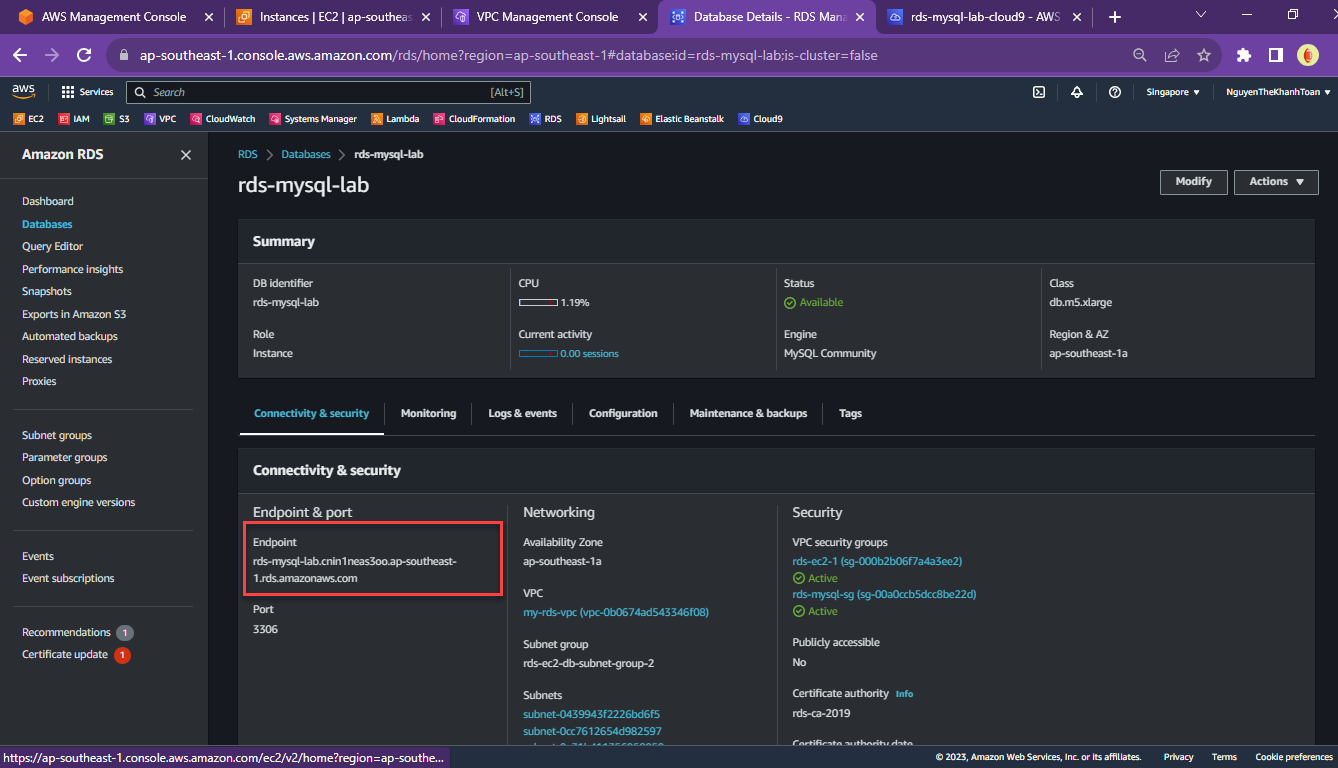 AWS Management Console
Instances | EC2 | ap-southeas
VPC Management Console
Database Details - RDS Mana
rds-mysql-lab-cloud9 - AWS
ap-southeast-1.console.aws.amazon.com/rds/home?region=ap-southeast-1#database:id=rds-mysql-lab;is-cluster=false
aws
Services
Search
[Alt+S]
Singapore
NguyenTheKhanhToan
EC2
IAM
S3
VPC
CloudWatch
Systems Manager
Lambda
CloudFormation
RDS
Lightsail
Elastic Beanstalk
Cloud9
Amazon RDS
Dashboard
Databases
Query Editor
Performance insights
Snapshots
Exports in Amazon S3
Automated backups
Reserved instances
Proxies
Subnet groups
Parameter groups
Option groups
Custom engine versions
Events
Event subscriptions
Recommendations 1
Certificate update 1
RDS > Databases > rds-mysql-lab
rds-mysql-lab
Modify
Actions
Summary
DB identifier
rds-mysql-lab
CPU
1.19%
Status
Available
Class
db.m5.xlarge
Role
Instance
Current activity
0.00 sessions
Engine
MySQL Community
Region & AZ
ap-southeast-1a
Connectivity & security
Monitoring
Logs & events
Configuration
Maintenance & backups
Tags
Connectivity & security
Endpoint & port
Endpoint
rds-mysql-lab.cnin1neas3oo.ap-southeast-
1.rds.amazonaws.com
Port
3306
Networking
Availability Zone
ap-southeast-1a
VPC
my-rds-vpc (vpc-0b0674ad543346f08)
Subnet group
rds-ec2-db-subnet-group-2
Subnets
subnet-0439943f2226bd6f5
subnet-0cc7612654d982597
Security
VPC security groups
rds-ec2-1 (sg-000b2b06f7a4a3ee2)
Active
rds-mysql-sg (sg-00a0ccb5dcc8be22d)
Active
Publicly accessible
No
Certificate authority Info
rds-ca-2019
Certificate authority date
https://ap-southeast-1.console.aws.amazon.com/ec2/v2/home?region=ap-southe...
© 2023, Amazon Web Services, Inc. or its affiliates.
Privacy
Terms
Cookie preferences